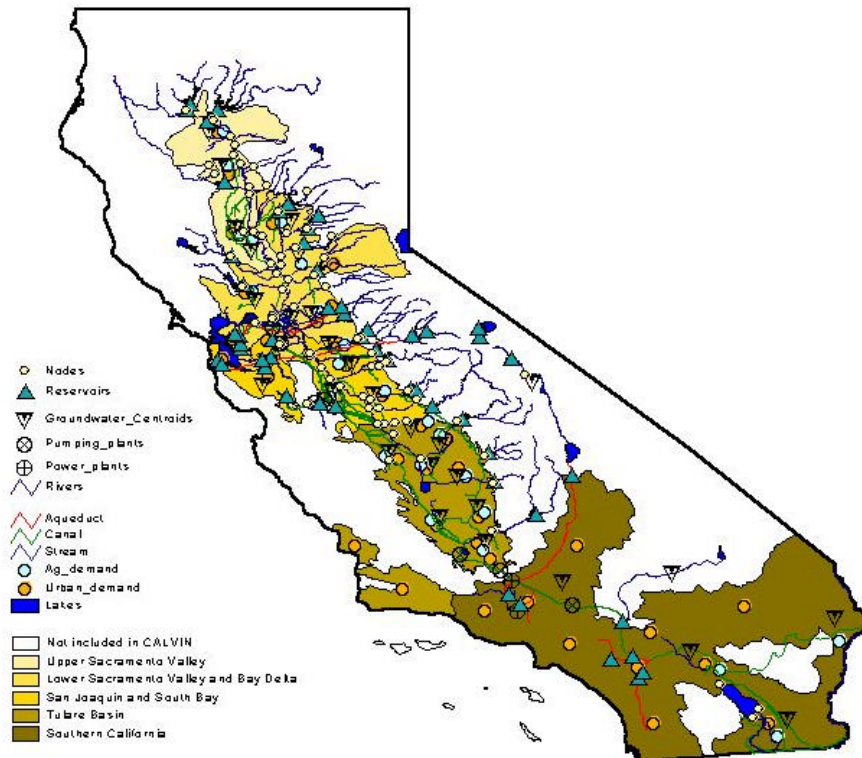 Nodes
Reservoirs
Groundwater_Centroids
Pumping_plants
Power_plants
Rivers
Aqueduct
Canal
Stream
Ag_demand
Urban_demand
Lakes
Not included in CALVIN
Upper Sacramento Valley
Lower Sacramento Valley and Bay Delta
San Joaquin and South Bay
Tulare Basin
Southern California